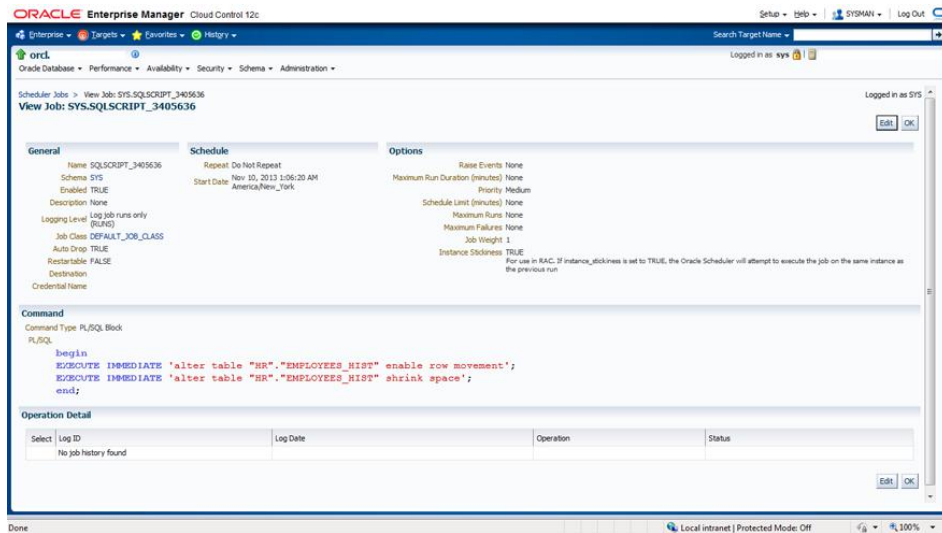 ORACLE Enterprise Manager Cloud Control 12c
Setup Help SYSMAN Log Out
Enterprise Targets Favorites History Search Target Name
orcl.
Logged in as sys
Oracle Database Performance Availability Security Schema Administration
Scheduler Jobs > View Job: SYS.SQLSCRIPT_3405636
Logged in as SYS
View Job: SYS.SQLSCRIPT_3405636
Edit OK
General
Name SQLSCRIPT_3405636
Schema SYS
Enabled TRUE
Description None
Logging Level Log job runs only (RUNS)
Job Class DEFAULT_JOB_CLASS
Auto Drop TRUE
Restartable FALSE
Destination
Credential Name
Schedule
Repeat Do Not Repeat
Start Date Nov 10, 2013 1:06:20 AM
America/New_York
Options
Raise Events None
Maximum Run Duration (minutes) None
Priority Medium
Schedule Limit (minutes) None
Maximum Runs None
Maximum Failures None
Job Weight 1
Instance Stickiness TRUE
For use in RAC. If instance_stickiness is set to TRUE, the Oracle Scheduler will attempt to execute the job on the same instance as
the previous run
Command
Command Type PL/SQL Block
PL/SQL
begin
EXECUTE IMMEDIATE 'alter table "HR"."EMPLOYEES_HIST" enable row movement';
EXECUTE IMMEDIATE 'alter table "HR"."EMPLOYEES_HIST" shrink space';
end;
Operation Detail
Select Log ID Log Date Operation Status
No job history found
Edit OK
Done Local intranet | Protected Mode: Off 100%